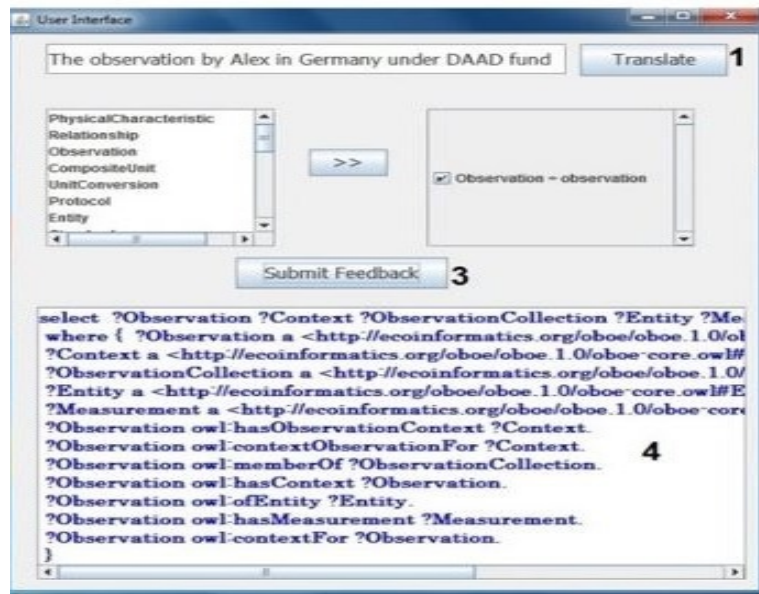 User Interface
The observation by Alex in Germany under DAAD fund
Translate
1
PhysicalCharacteristic
Relationship
Observation
CompositeUnit
UnitConversion
Protocol
Entity
>>
Observation ~ observation
Submit Feedback
3
select ?Observation ?Context ?ObservationCollection ?Entity ?Me
where { ?Observation a <http://ecoinformatics.org/oboe/oboe.1.0/ob
?Context a <http://ecoinformatics.org/oboe/oboe.1.0/oboe-core.owl#
?ObservationCollection a <http://ecoinformatics.org/oboe/oboe.1.0/
?Entity a <http://ecoinformatics.org/oboe/oboe.1.0/oboe-core.owl#E
?Measurement a <http://ecoinformatics.org/oboe/oboe.1.0/oboe-core
?Observation owl:hasObservationContext ?Context.
?Observation owl:contextObservationFor ?Context.
?Observation owl:memberOf ?ObservationCollection.
?Observation owl:hasContext ?Observation.
?Observation owl:ofEntity ?Entity.
?Observation owl:hasMeasurement ?Measurement.
?Observation owl:contextFor ?Observation.
}
4